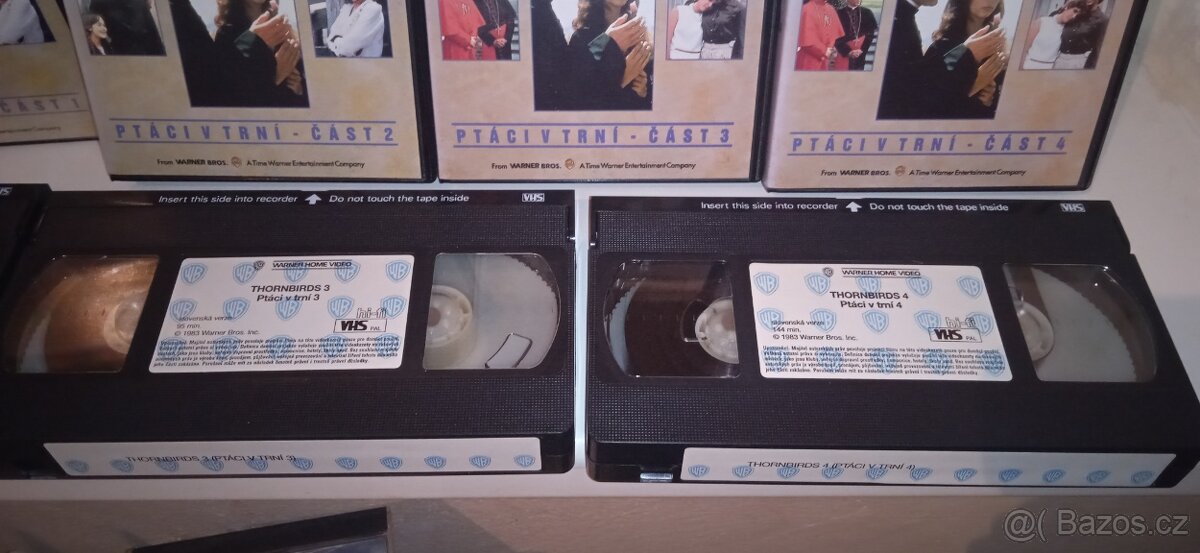 ČÁST 1
Entertainment Company
PTÁCI V TRNÍ - ČÁST 2
From WARNER BROS. A Time Warner Entertainment Company
PTÁCI V TRNÍ - ČÁST 3
From WARNER BROS. A Time Warner Entertainment Company
PTÁCI V TRNÍ - ČÁST 4
From WARNER BROS. A Time Warner Entertainment Company
VHS
Insert this side into recorder Do not touch the tape inside VHS
WARNER HOME VIDEO
THORNBIRDS 3
Ptáci v trní 3
slovenská verze
95 min.
© 1983 Warner Bros. Inc.
hi-fi
VHS PAL
THORNBIRDS 3 (PTÁCI V TRNÍ 3)
Insert this side into recorder Do not touch the tape inside VHS
WARNER HOME VIDEO
THORNBIRDS 4
Ptáci v trní 4
slovenská verze
144 min.
© 1983 Warner Bros. Inc.
hi-fi
VHS PAL
THORNBIRDS 4 (PTÁCI V TRNÍ 4)
@( Bazos.cz